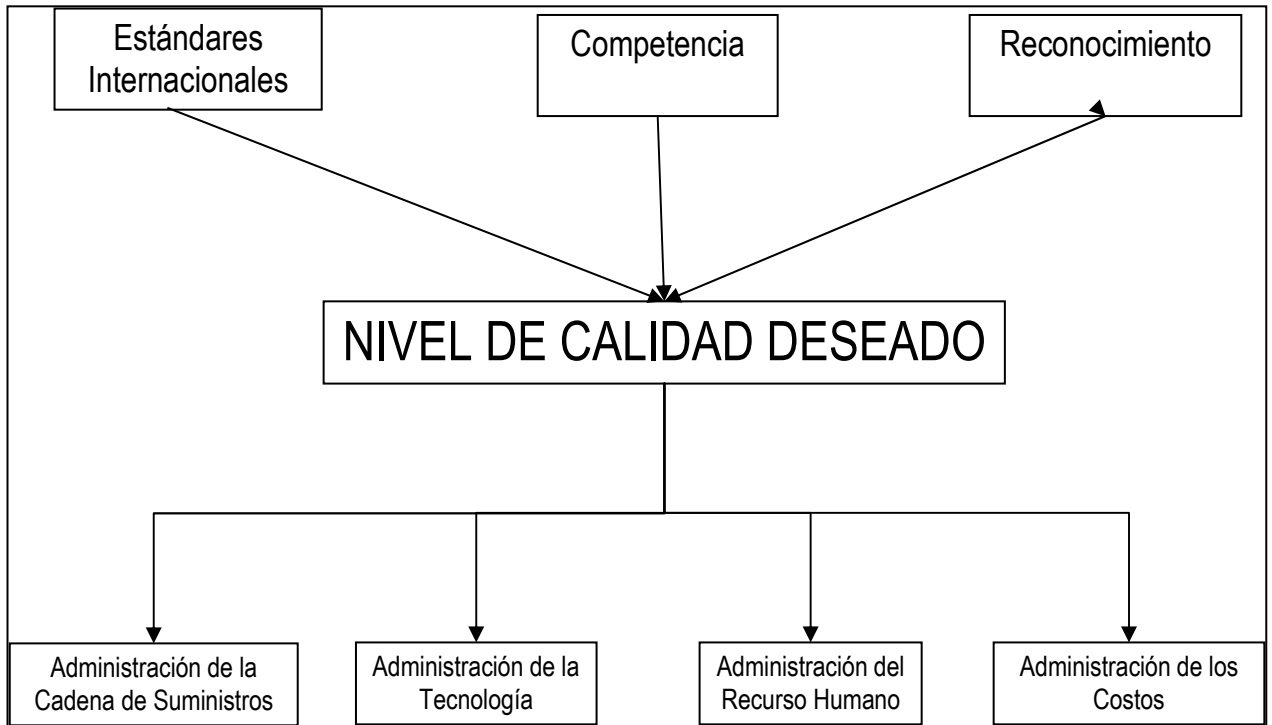 Estándares
Internacionales
Competencia
Reconocimiento
NIVEL DE CALIDAD DESEADO
Administración de la
Cadena de Suministros
Administración de la
Tecnología
Administración del
Recurso Humano
Administración de los
Costos